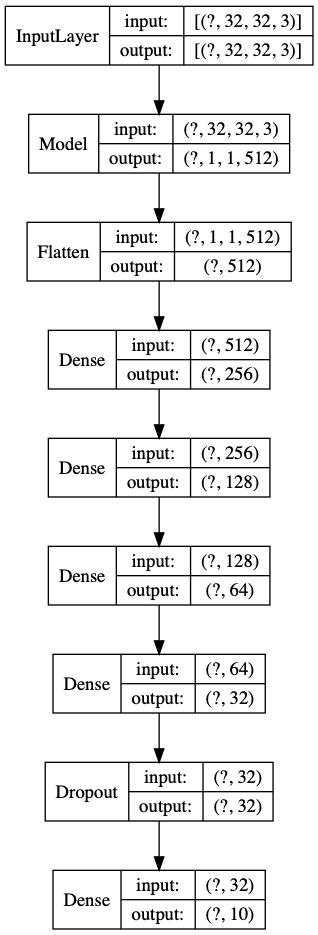 InputLayer
input: [(?, 32, 32, 3)]
output: [(?, 32, 32, 3)]
Model
input: (?, 32, 32, 3)
output: (?, 1, 1, 512)
Flatten
input: (?, 1, 1, 512)
output: (?, 512)
Dense
input: (?, 512)
output: (?, 256)
Dense
input: (?, 256)
output: (?, 128)
Dense
input: (?, 128)
output: (?, 64)
Dense
input: (?, 64)
output: (?, 32)
Dropout
input: (?, 32)
output: (?, 32)
Dense
input: (?, 32)
output: (?, 10)